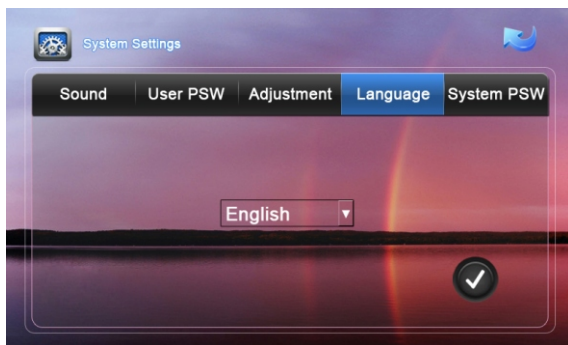 System Settings
Sound User PSW Adjustment Language System PSW
English